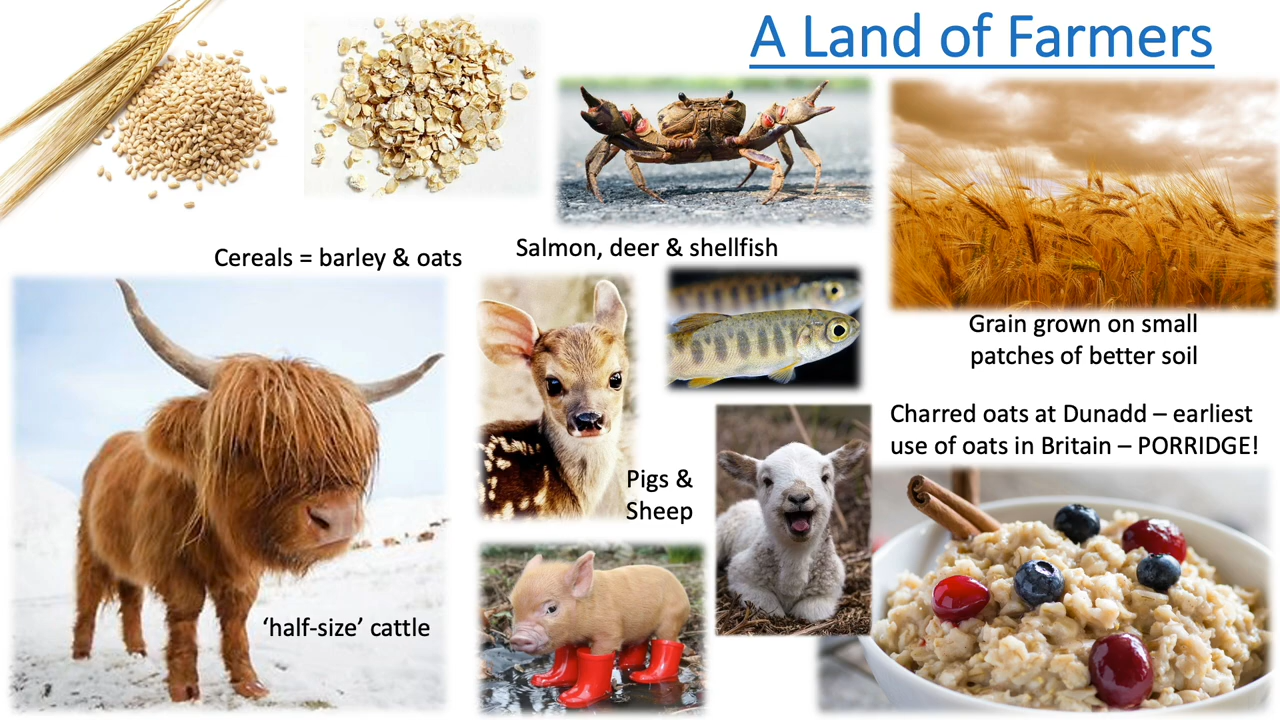 A Land of Farmers
Cereals = barley & oats
Salmon, deer & shellfish
Grain grown on small
patches of better soil
Charred oats at Dunadd – earliest
use of oats in Britain – PORRIDGE!
Pigs &
Sheep
‘half-size’ cattle